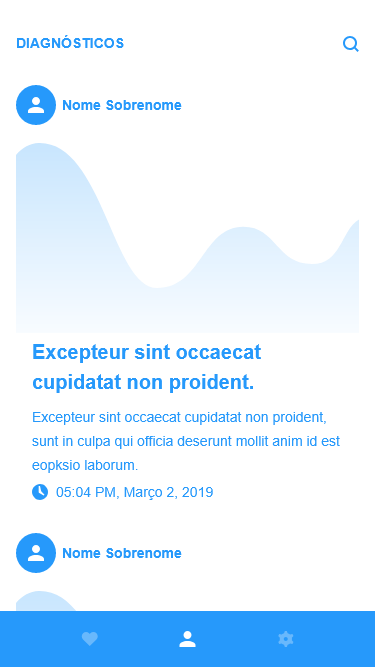 DIAGNÓSTICOS
Nome Sobrenome
Excepteur sint occaecat
cupidatat non proident.
Excepteur sint occaecat cupidatat non proident,
sunt in culpa qui officia deserunt mollit anim id est
eopksio laborum.
05:04 PM, Março 2, 2019
Nome Sobrenome